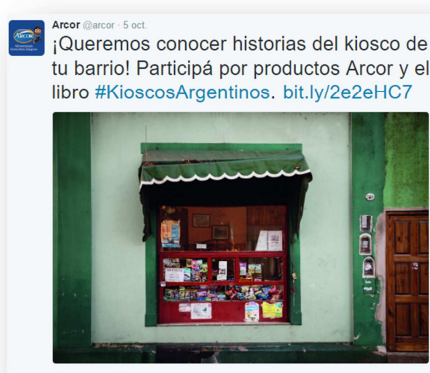 Arcor @arcor · 5 oct.
¡Queremos conocer historias del kiosco de
tu barrio! Participá por productos Arcor y el
libro #KioscosArgentinos. bit.ly/2e2eHC7
ARCOR